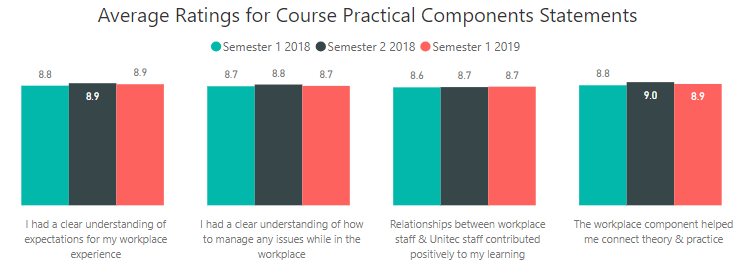 Average Ratings for Course Practical Components Statements
Semester 1 2018 Semester 2 2018 Semester 1 2019
8.8 8.9 8.9
8.7 8.8 8.7
8.6 8.7 8.7
8.8 9.0 8.9
I had a clear understanding of
expectations for my workplace
experience
I had a clear understanding of how
to manage any issues while in the
workplace
Relationships between workplace
staff & Unitec staff contributed
positively to my learning
The workplace component helped
me connect theory & practice